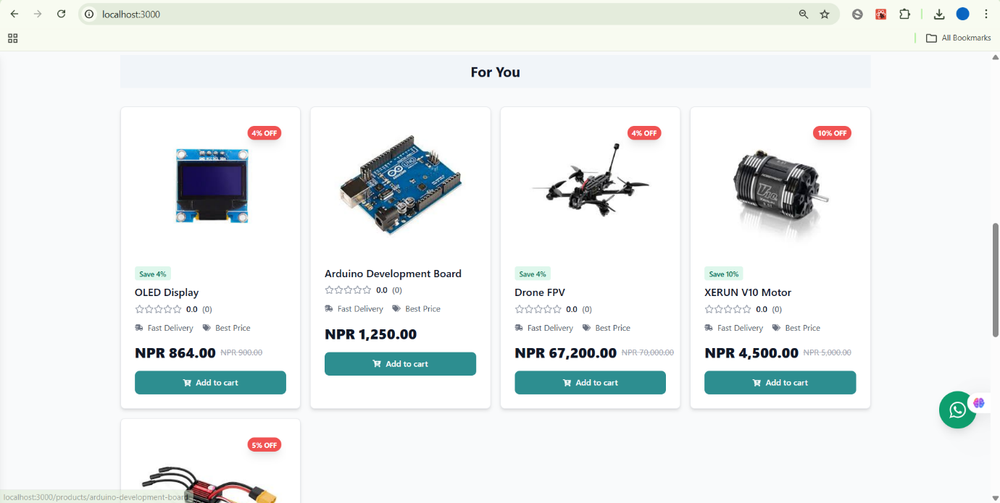 localhost:3000
All Bookmarks
For You
4% OFF
Save 4%
OLED Display
0.0 (0)
Fast Delivery Best Price
NPR 864.00 NPR 900.00
Add to cart
UNO
Arduino Development Board
0.0 (0)
Fast Delivery Best Price
NPR 1,250.00
Add to cart
4% OFF
Save 4%
Drone FPV
0.0 (0)
Fast Delivery Best Price
NPR 67,200.00 NPR 70,000.00
Add to cart
10% OFF
V10
Save 10%
XERUN V10 Motor
0.0 (0)
Fast Delivery Best Price
NPR 4,500.00 NPR 5,000.00
Add to cart
5% OFF
localhost:3000/products/arduino-development-board